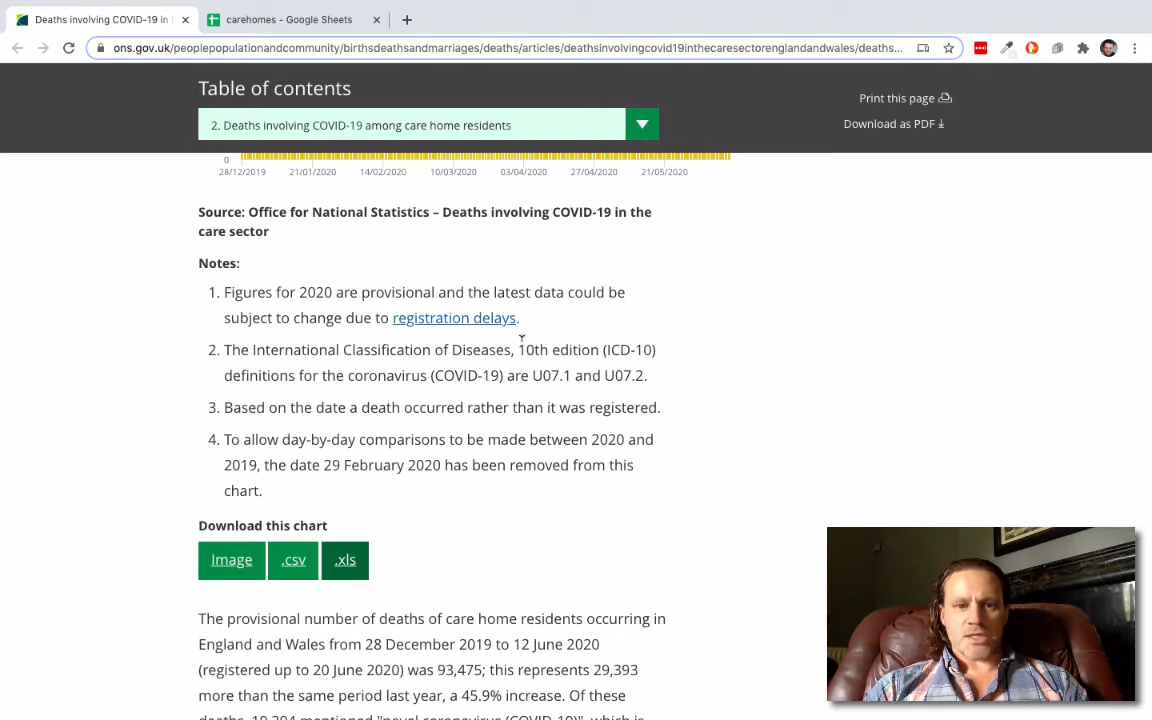 Deaths involving COVID-19 in
carehomes - Google Sheets
ons.gov.uk/peoplepopulationandcommunity/birthsdeathsandmarriages/deaths/articles/deathsinvolvingcovid19inthecaresectorenglandandwales/deaths...
Table of contents
Print this page
2. Deaths involving COVID-19 among care home residents
Download as PDF
0
28/12/2019 21/01/2020 14/02/2020 10/03/2020 03/04/2020 27/04/2020 21/05/2020
Source: Office for National Statistics – Deaths involving COVID-19 in the
care sector
Notes:
1. Figures for 2020 are provisional and the latest data could be
subject to change due to registration delays.
2. The International Classification of Diseases, 10th edition (ICD-10)
definitions for the coronavirus (COVID-19) are U07.1 and U07.2.
3. Based on the date a death occurred rather than it was registered.
4. To allow day-by-day comparisons to be made between 2020 and
2019, the date 29 February 2020 has been removed from this
chart.
Download this chart
Image .csv .xls
The provisional number of deaths of care home residents occurring in
England and Wales from 28 December 2019 to 12 June 2020
(registered up to 20 June 2020) was 93,475; this represents 29,393
more than the same period last year, a 45.9% increase. Of these
deaths, 19,394 mentioned "novel coronavirus (COVID-19)", which is